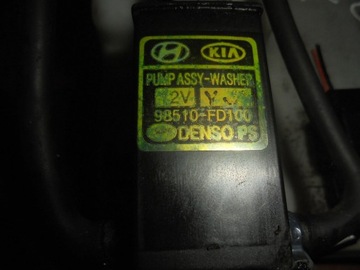 KIA
PUMP ASSY-WASHER
12V
98510-FD100
DENSO PS